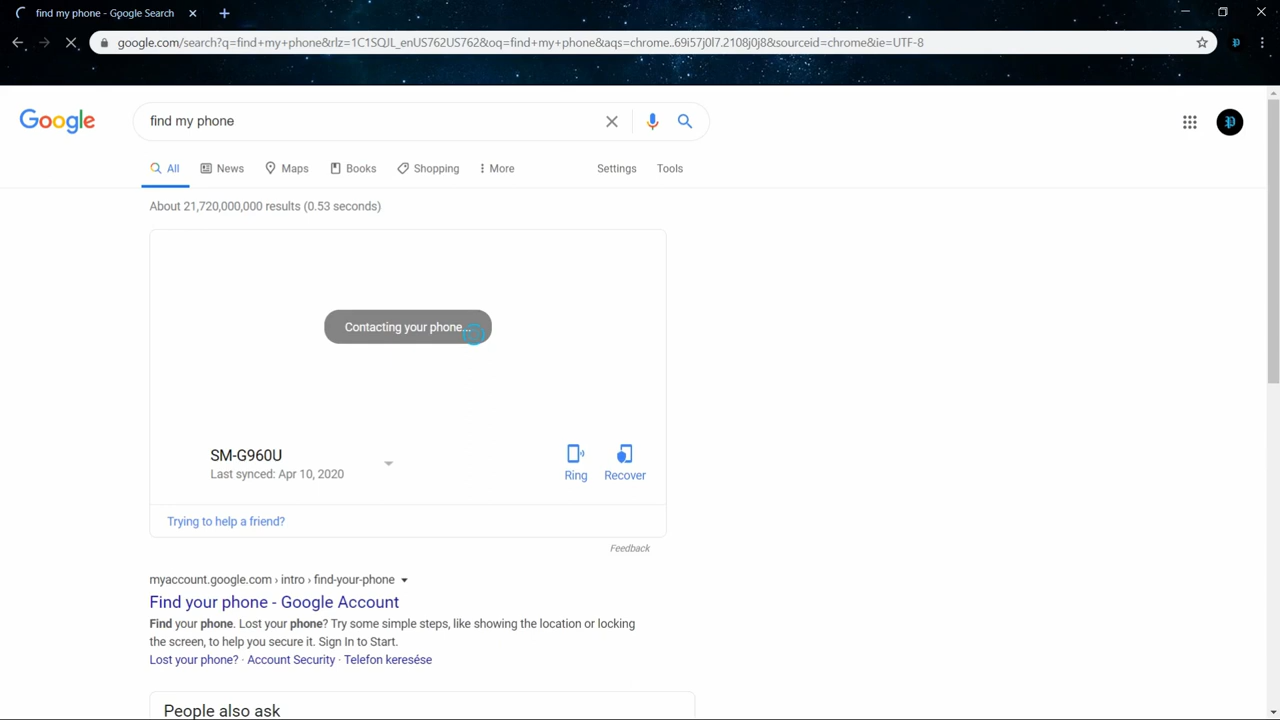 find my phone - Google Search
google.com/search?q=find+my+phone&rlz=1C1SQJL_enUS762US762&oq=find+my+phone&aqs=chrome..69i57j0l7.2108j0j8&sourceid=chrome&ie=UTF-8
Google
find my phone
All
News
Maps
Books
Shopping
More
Settings
Tools
About 21,720,000,000 results (0.53 seconds)
Contacting your phone...
SM-G960U
Last synced: Apr 10, 2020
Ring
Recover
Trying to help a friend?
Feedback
myaccount.google.com › intro › find-your-phone
Find your phone - Google Account
Find your phone. Lost your phone? Try some simple steps, like showing the location or locking
the screen, to help you secure it. Sign In to Start.
Lost your phone? · Account Security · Telefon keresése
People also ask